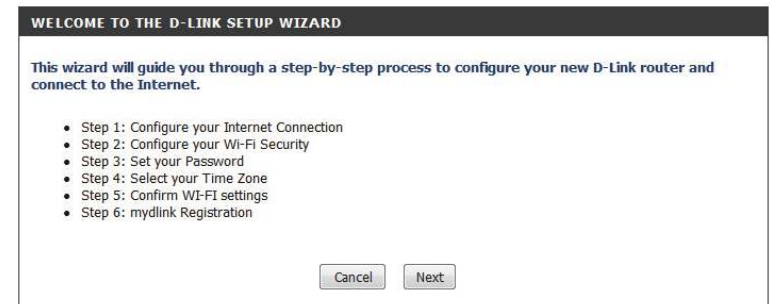 WELCOME TO THE D-LINK SETUP WIZARD
This wizard will guide you through a step-by-step process to configure your new D-Link router and
connect to the Internet.
• Step 1: Configure your Internet Connection
• Step 2: Configure your Wi-Fi Security
• Step 3: Set your Password
• Step 4: Select your Time Zone
• Step 5: Confirm WI-FI settings
• Step 6: mydlink Registration
Cancel Next